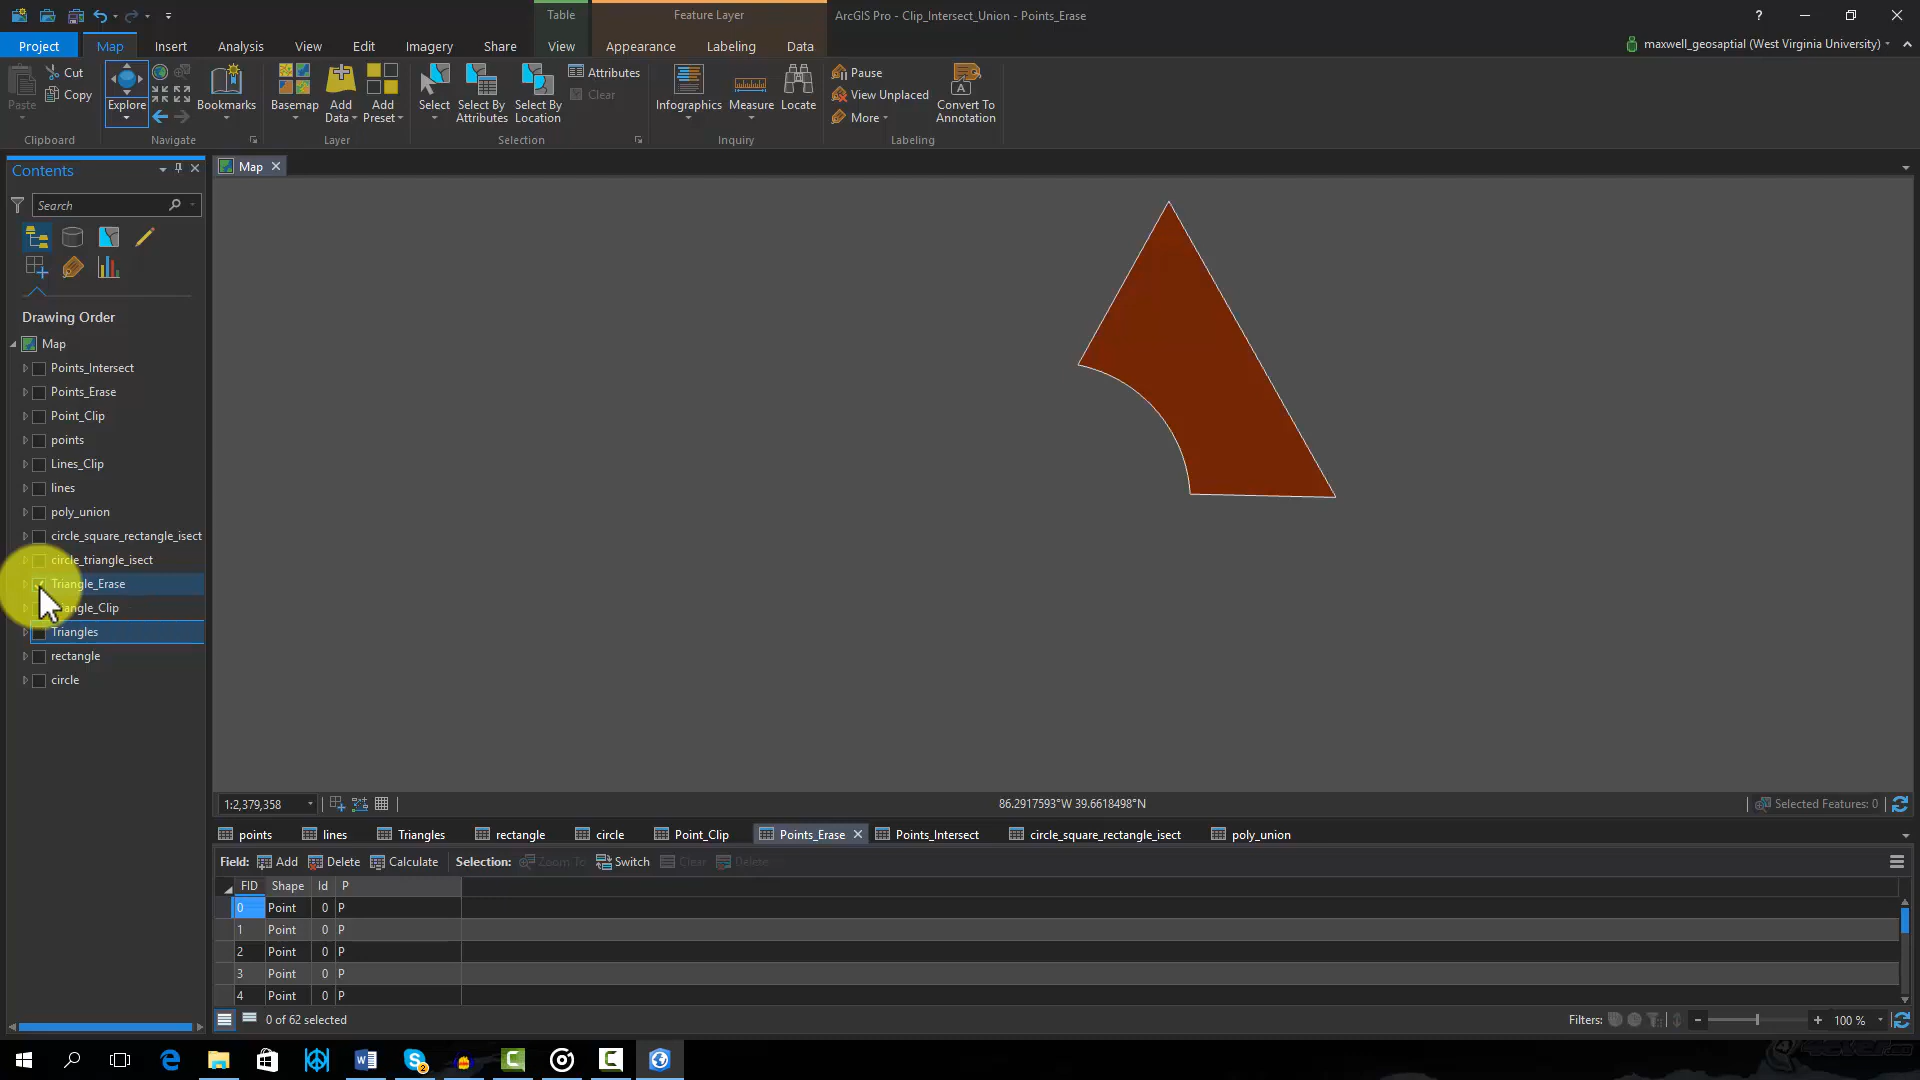 Table
Feature Layer
ArcGIS Pro - Clip_Intersect_Union - Points_Erase
?
Project
Map
Insert
Analysis
View
Edit
Imagery
Share
View
Appearance
Labeling
Data
maxwell_geosaptial (West Virginia University)
Paste
Cut
Copy
Clipboard
Explore
Bookmarks
Navigate
Basemap
Add Data
Add Preset
Layer
Select
Select By Attributes
Select By Location
Attributes
Clear
Selection
Infographics
Measure
Locate
Inquiry
Pause
View Unplaced
More
Convert To Annotation
Labeling
Contents
Search
Drawing Order
Map
Points_Intersect
Points_Erase
Point_Clip
points
Lines_Clip
lines
poly_union
circle_square_rectangle_isect
circle_triangle_isect
Triangle_Erase
angle_Clip
Triangles
rectangle
circle
Map
1:2,379,358
86.2917593°W 39.6618498°N
Selected Features: 0
points
lines
Triangles
rectangle
circle
Point_Clip
Points_Erase
Points_Intersect
circle_square_rectangle_isect
poly_union
Field: Add Delete Calculate Selection: Zoom To Switch Clear Delete
FID Shape Id P
0 Point 0 P
1 Point 0 P
2 Point 0 P
3 Point 0 P
4 Point 0 P
0 of 62 selected
Filters:
- + 100 %